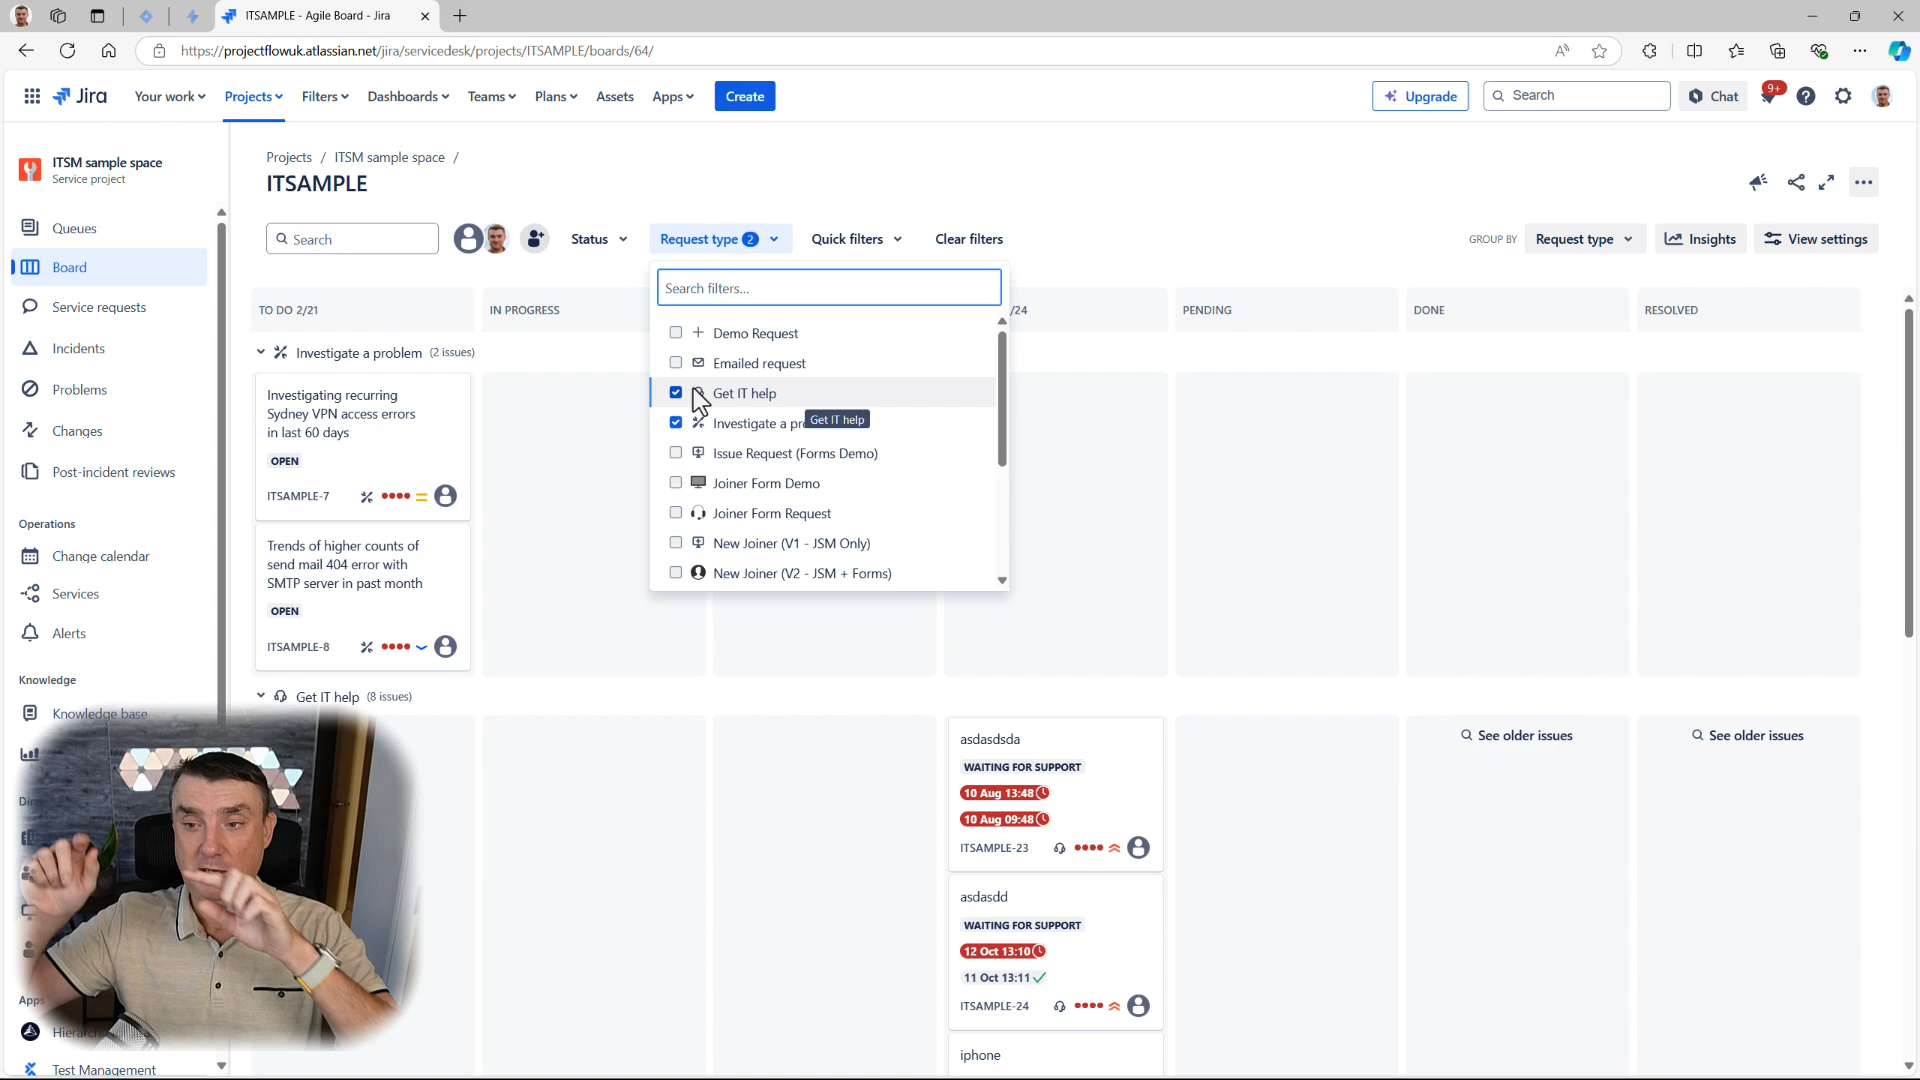 ITSAMPLE - Agile Board - Jira
https://projectflowuk.atlassian.net/jira/servicedesk/projects/ITSAMPLE/boards/64/
Jira
Your work
Projects
Filters
Dashboards
Teams
Plans
Assets
Apps
Create
Upgrade
Search
Chat
9+
ITSM sample space
Service project
Queues
Board
Service requests
Incidents
Problems
Changes
Post-incident reviews
Operations
Change calendar
Services
Alerts
Knowledge
Knowledge base
Apps
Test Management
Projects / ITSM sample space /
ITSAMPLE
Search
Status
Request type 2
Quick filters
Clear filters
GROUP BY
Request type
Insights
View settings
Search filters...
Demo Request
Emailed request
Get IT help
Investigate a pr
Get IT help
Issue Request (Forms Demo)
Joiner Form Demo
Joiner Form Request
New Joiner (V1 - JSM Only)
New Joiner (V2 - JSM + Forms)
TO DO 2/21
IN PROGRESS
/24
PENDING
DONE
RESOLVED
Investigate a problem (2 issues)
Investigating recurring
Sydney VPN access errors
in last 60 days
OPEN
ITSAMPLE-7
Trends of higher counts of
send mail 404 error with
SMTP server in past month
OPEN
ITSAMPLE-8
Get IT help (8 issues)
asdasdsda
WAITING FOR SUPPORT
10 Aug 13:48
10 Aug 09:48
ITSAMPLE-23
asdasdd
WAITING FOR SUPPORT
12 Oct 13:10
11 Oct 13:11
ITSAMPLE-24
iphone
See older issues
See older issues